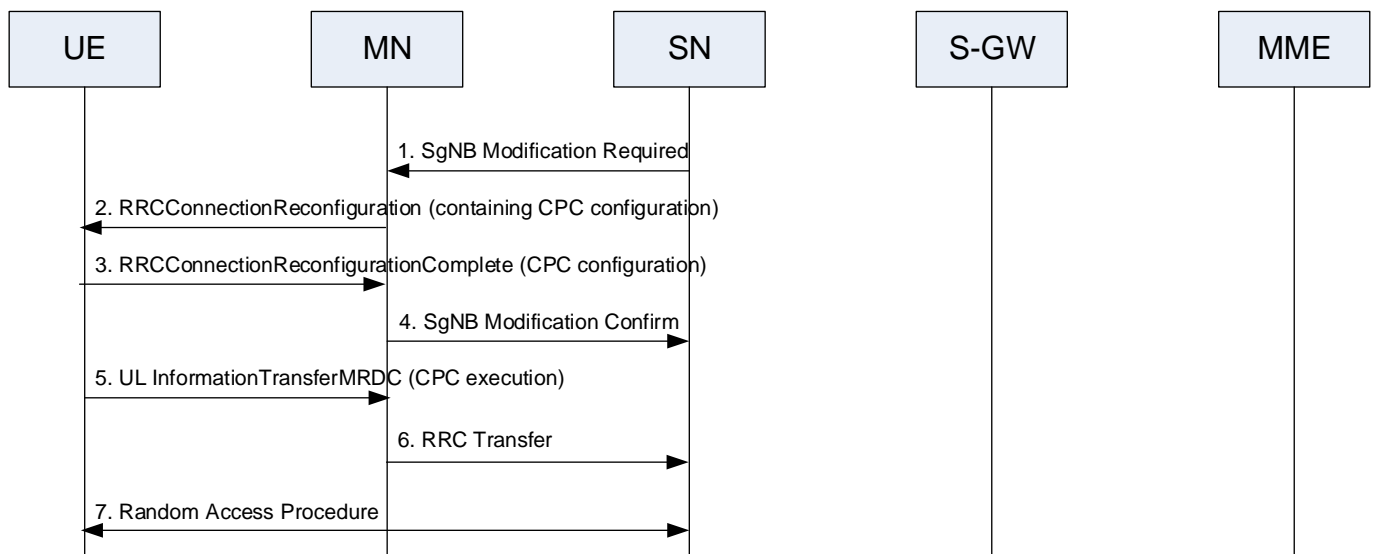 UE
MN
SN
S-GW
MME
1. SgNB Modification Required
2. RRCConnectionReconfiguration (containing CPC configuration)
3. RRCConnectionReconfigurationComplete (CPC configuration)
4. SgNB Modification Confirm
5. UL InformationTransferMRDC (CPC execution)
6. RRC Transfer
7. Random Access Procedure